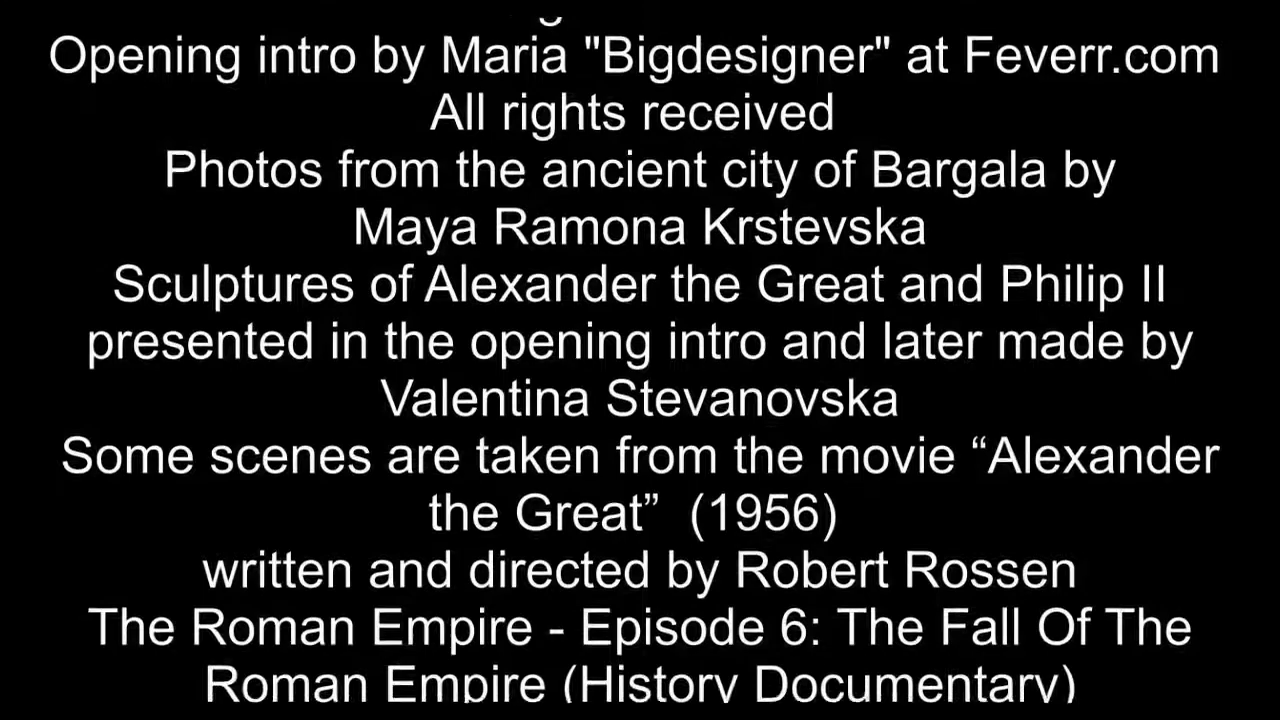 Opening intro by Maria "Bigdesigner" at Feverr.com
All rights received
Photos from the ancient city of Bargala by
Maya Ramona Krstevska
Sculptures of Alexander the Great and Philip II
presented in the opening intro and later made by
Valentina Stevanovska
Some scenes are taken from the movie “Alexander
the Great” (1956)
written and directed by Robert Rossen
The Roman Empire - Episode 6: The Fall Of The
Roman Empire (History Documentary)